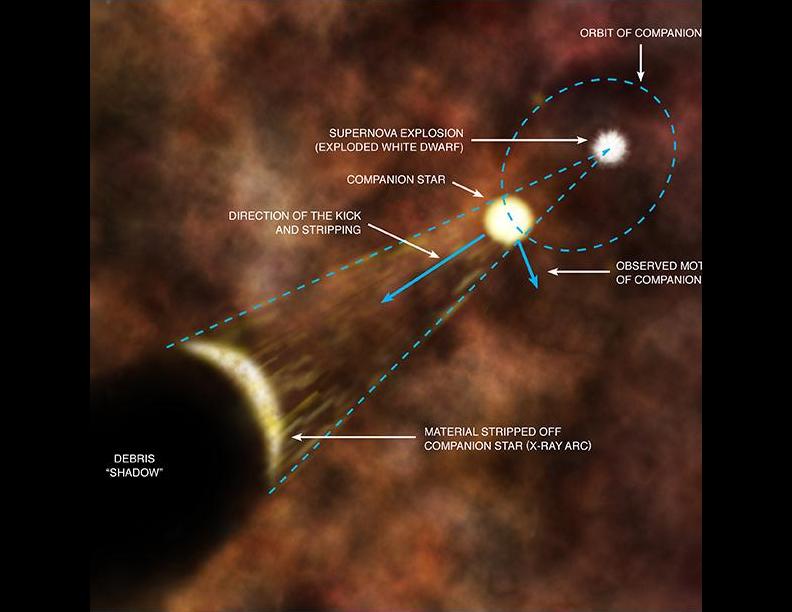 ORBIT OF COMPANION
SUPERNOVA EXPLOSION
(EXPLODED WHITE DWARF)
COMPANION STAR
DIRECTION OF THE KICK
AND STRIPPING
OBSERVED MOT
OF COMPANION
MATERIAL STRIPPED OFF
COMPANION STAR (X-RAY ARC)
DEBRIS
“SHADOW”